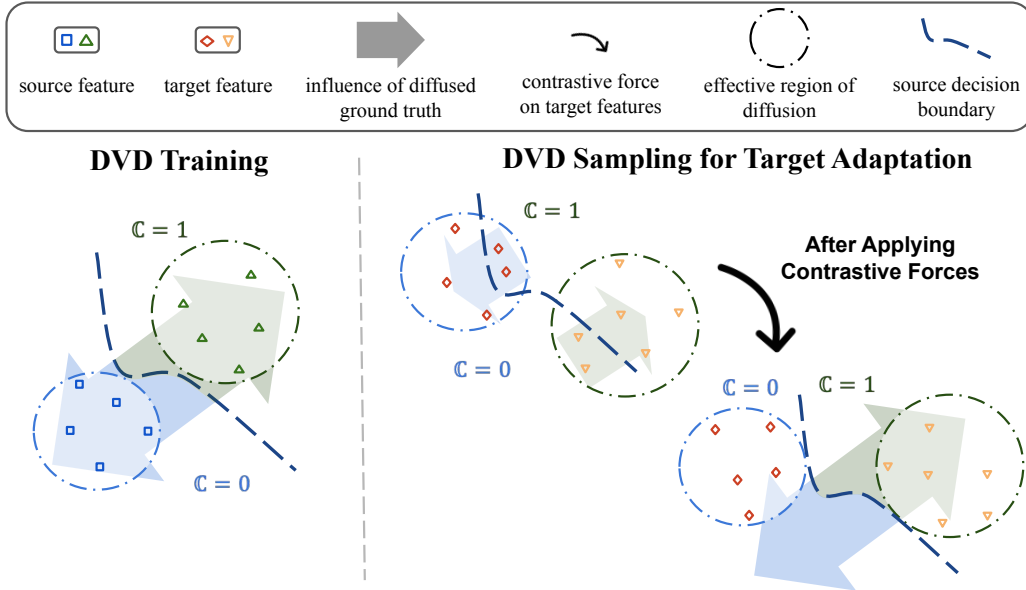 source feature
target feature
influence of diffused
ground truth
contrastive force
on target features
effective region of
diffusion
source decision
boundary
DVD Training
DVD Sampling for Target Adaptation
ℂ = 1
ℂ = 0
ℂ = 1
ℂ = 0
After Applying
Contrastive Forces
ℂ = 0
ℂ = 1